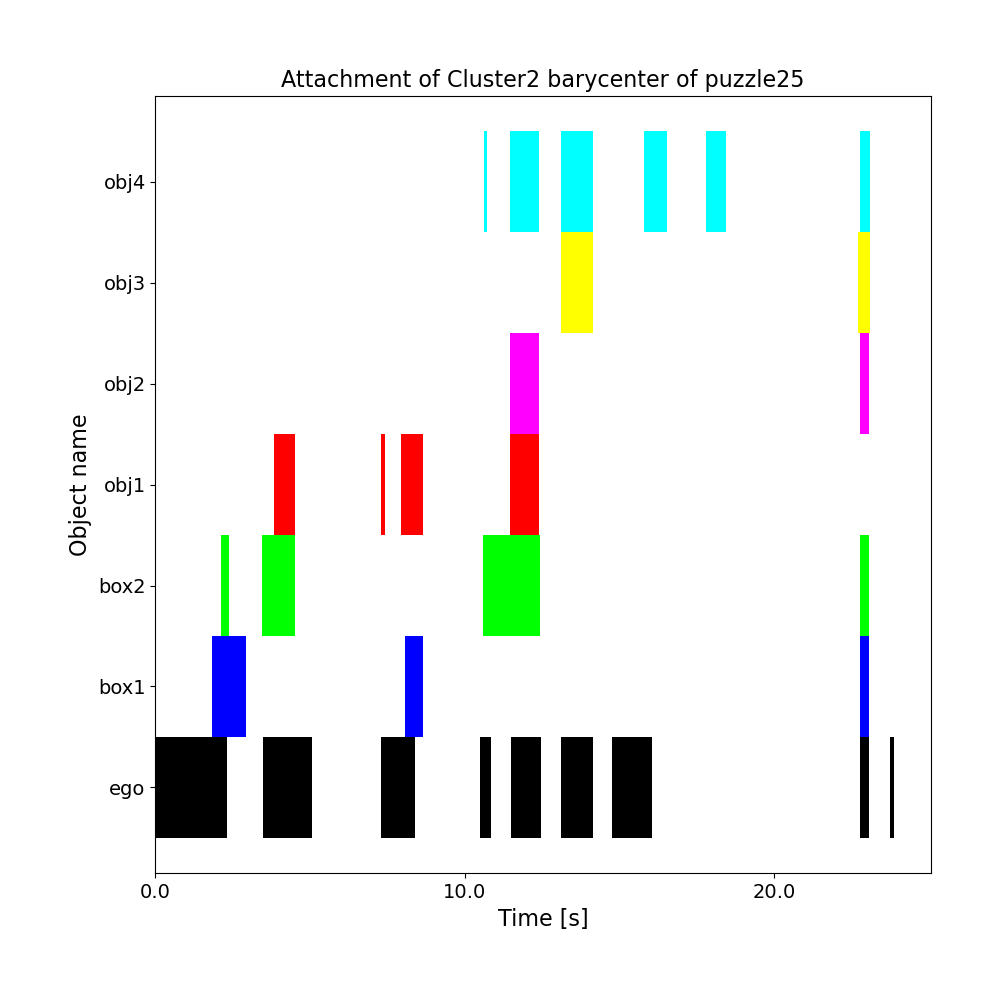 Attachment of Cluster2 barycenter of puzzle25
obj4
obj3
obj2
obj1
box2
box1
ego
Object name
0.0
10.0
20.0
Time [s]